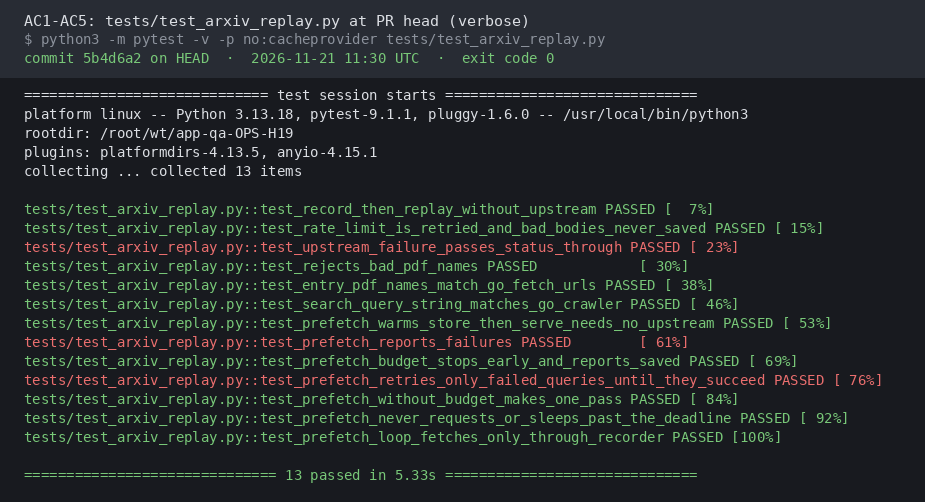 AC1-AC5: tests/test_arxiv_replay.py at PR head (verbose)
$ python3 -m pytest -v -p no:cacheprovider tests/test_arxiv_replay.py
commit 5b4d6a2 on HEAD  ·  2026-11-21 11:30 UTC  ·  exit code 0
============================= test session starts ==============================
platform linux -- Python 3.13.18, pytest-9.1.1, pluggy-1.6.0 -- /usr/local/bin/python3
rootdir: /root/wt/app-qa-OPS-H19
plugins: platformdirs-4.13.5, anyio-4.15.1
collecting ... collected 13 items
tests/test_arxiv_replay.py::test_record_then_replay_without_upstream PASSED [  7%]
tests/test_arxiv_replay.py::test_rate_limit_is_retried_and_bad_bodies_never_saved PASSED [ 15%]
tests/test_arxiv_replay.py::test_upstream_failure_passes_status_through PASSED [ 23%]
tests/test_arxiv_replay.py::test_rejects_bad_pdf_names PASSED            [ 30%]
tests/test_arxiv_replay.py::test_entry_pdf_names_match_go_fetch_urls PASSED [ 38%]
tests/test_arxiv_replay.py::test_search_query_string_matches_go_crawler PASSED [ 46%]
tests/test_arxiv_replay.py::test_prefetch_warms_store_then_serve_needs_no_upstream PASSED [ 53%]
tests/test_arxiv_replay.py::test_prefetch_reports_failures PASSED        [ 61%]
tests/test_arxiv_replay.py::test_prefetch_budget_stops_early_and_reports_saved PASSED [ 69%]
tests/test_arxiv_replay.py::test_prefetch_retries_only_failed_queries_until_they_succeed PASSED [ 76%]
tests/test_arxiv_replay.py::test_prefetch_without_budget_makes_one_pass PASSED [ 84%]
tests/test_arxiv_replay.py::test_prefetch_never_requests_or_sleeps_past_the_deadline PASSED [ 92%]
tests/test_arxiv_replay.py::test_prefetch_loop_fetches_only_through_recorder PASSED [100%]
============================== 13 passed in 5.33s ==============================